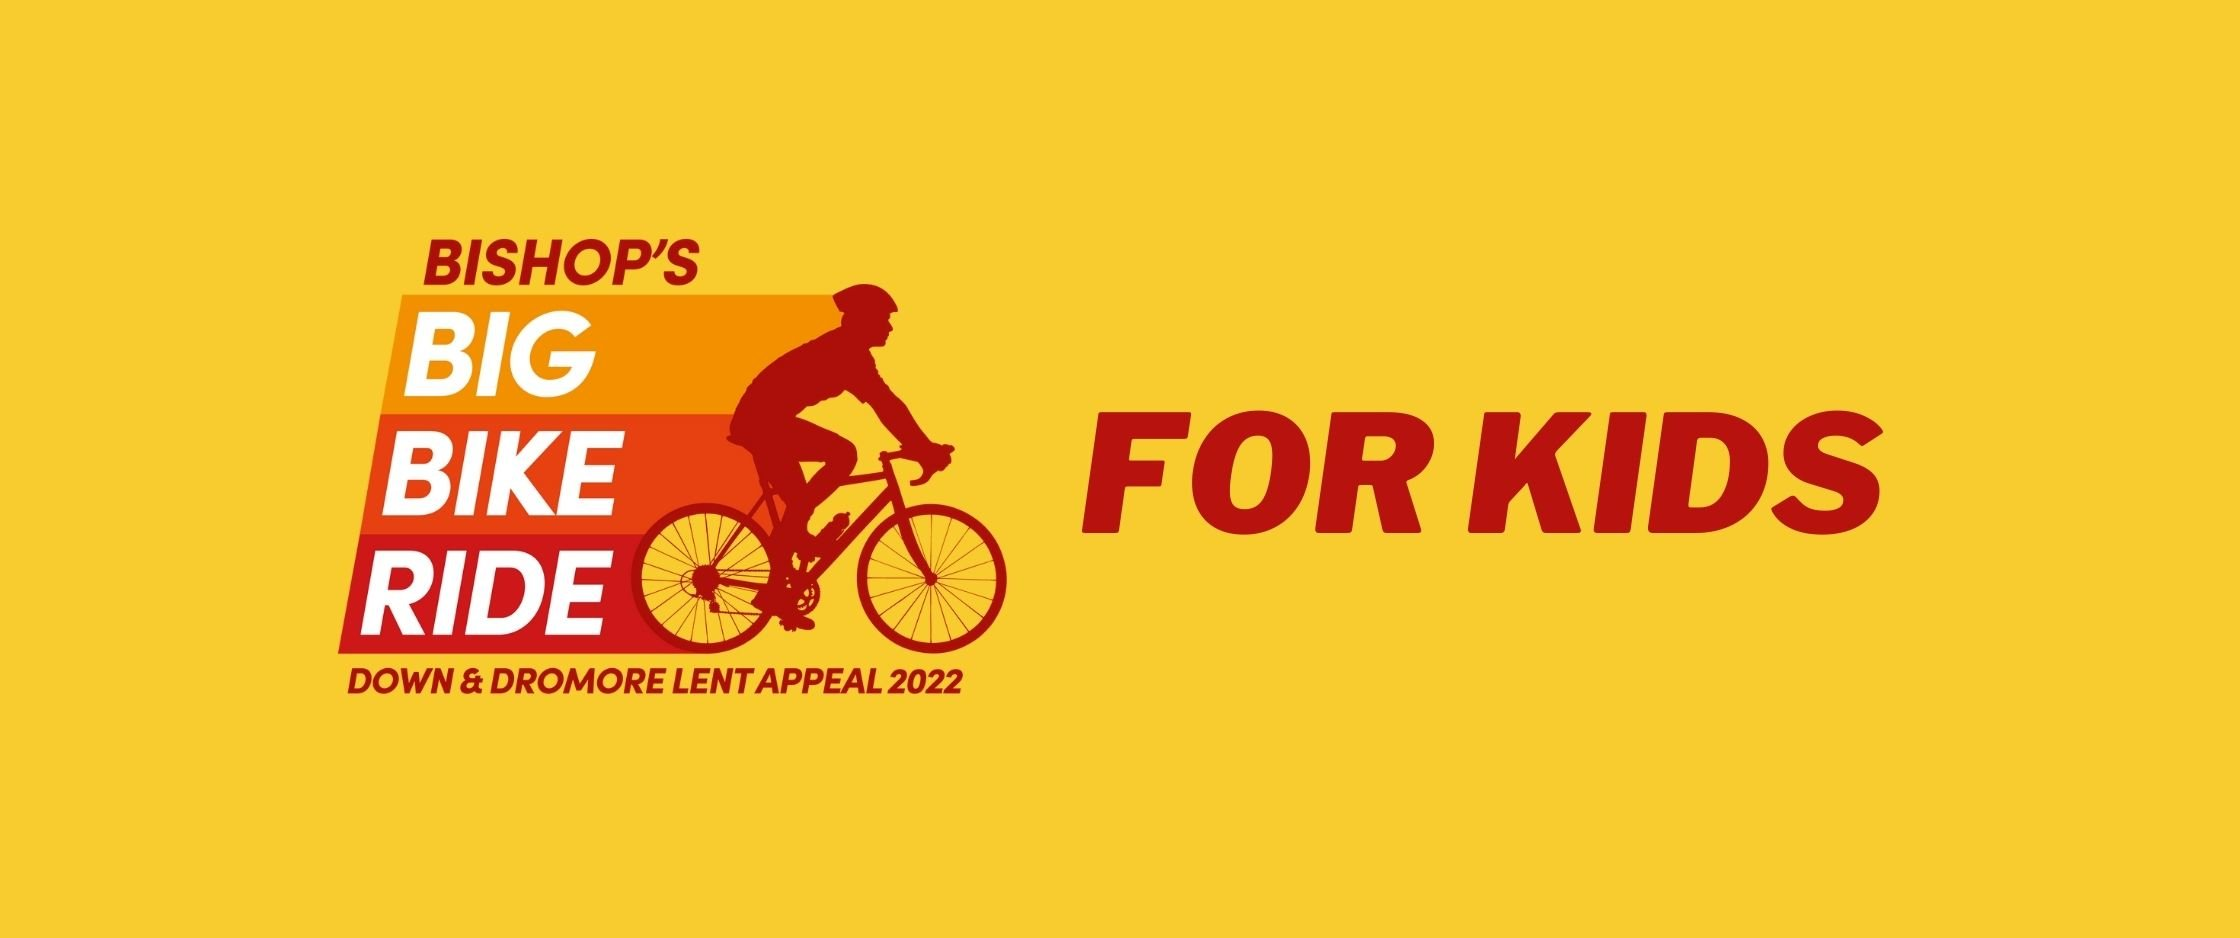 BISHOP'S
BIG
BIKE
RIDE
DOWN & DROMORE LENT APPEAL 2022
FOR KIDS